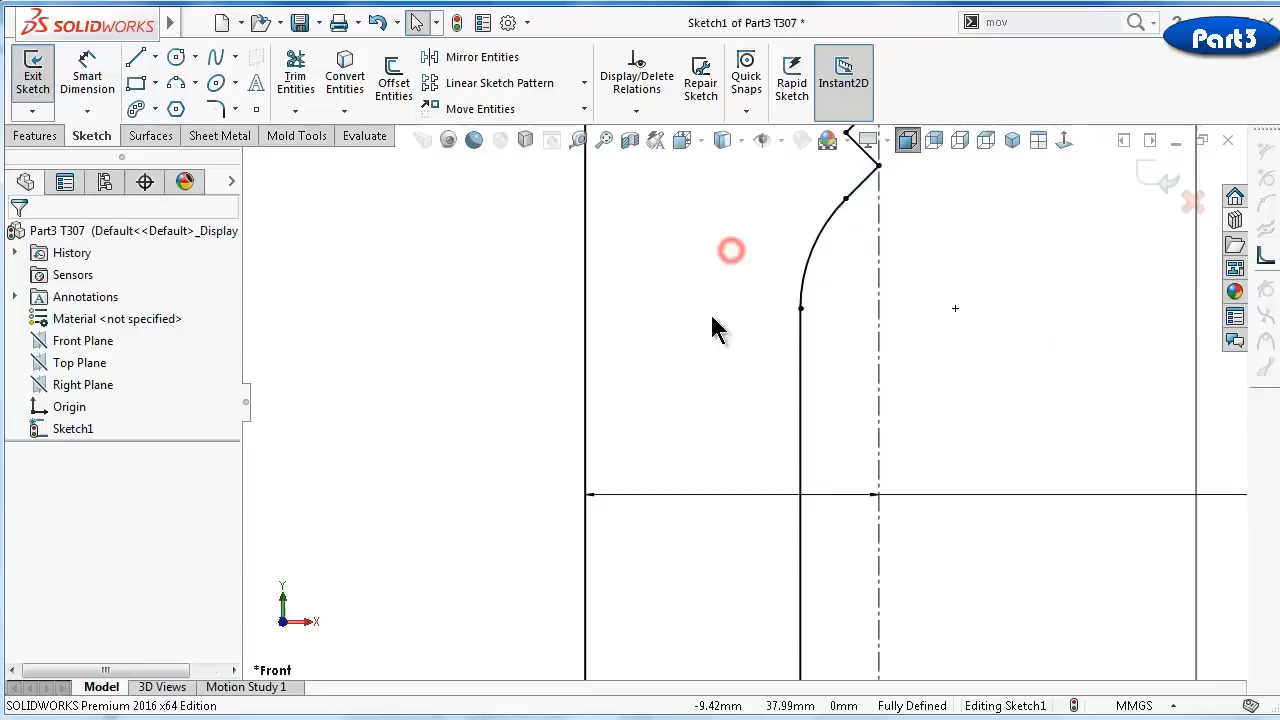 SOLIDWORKS
Sketch1 of Part3 T307 *
mov
?
Part3
Exit Sketch
Smart Dimension
Trim Entities
Convert Entities
Offset Entities
Mirror Entities
Linear Sketch Pattern
Move Entities
Display/Delete Relations
Repair Sketch
Quick Snaps
Rapid Sketch
Instant2D
Features
Sketch
Surfaces
Sheet Metal
Mold Tools
Evaluate
Part3 T307 (Default<<Default>_Display
History
Sensors
Annotations
Material <not specified>
Front Plane
Top Plane
Right Plane
Origin
Sketch1
Y
X
*Front
Model
3D Views
Motion Study 1
SOLIDWORKS Premium 2016 x64 Edition
-9.42mm
37.99mm
0mm
Fully Defined
Editing Sketch1
MMGS